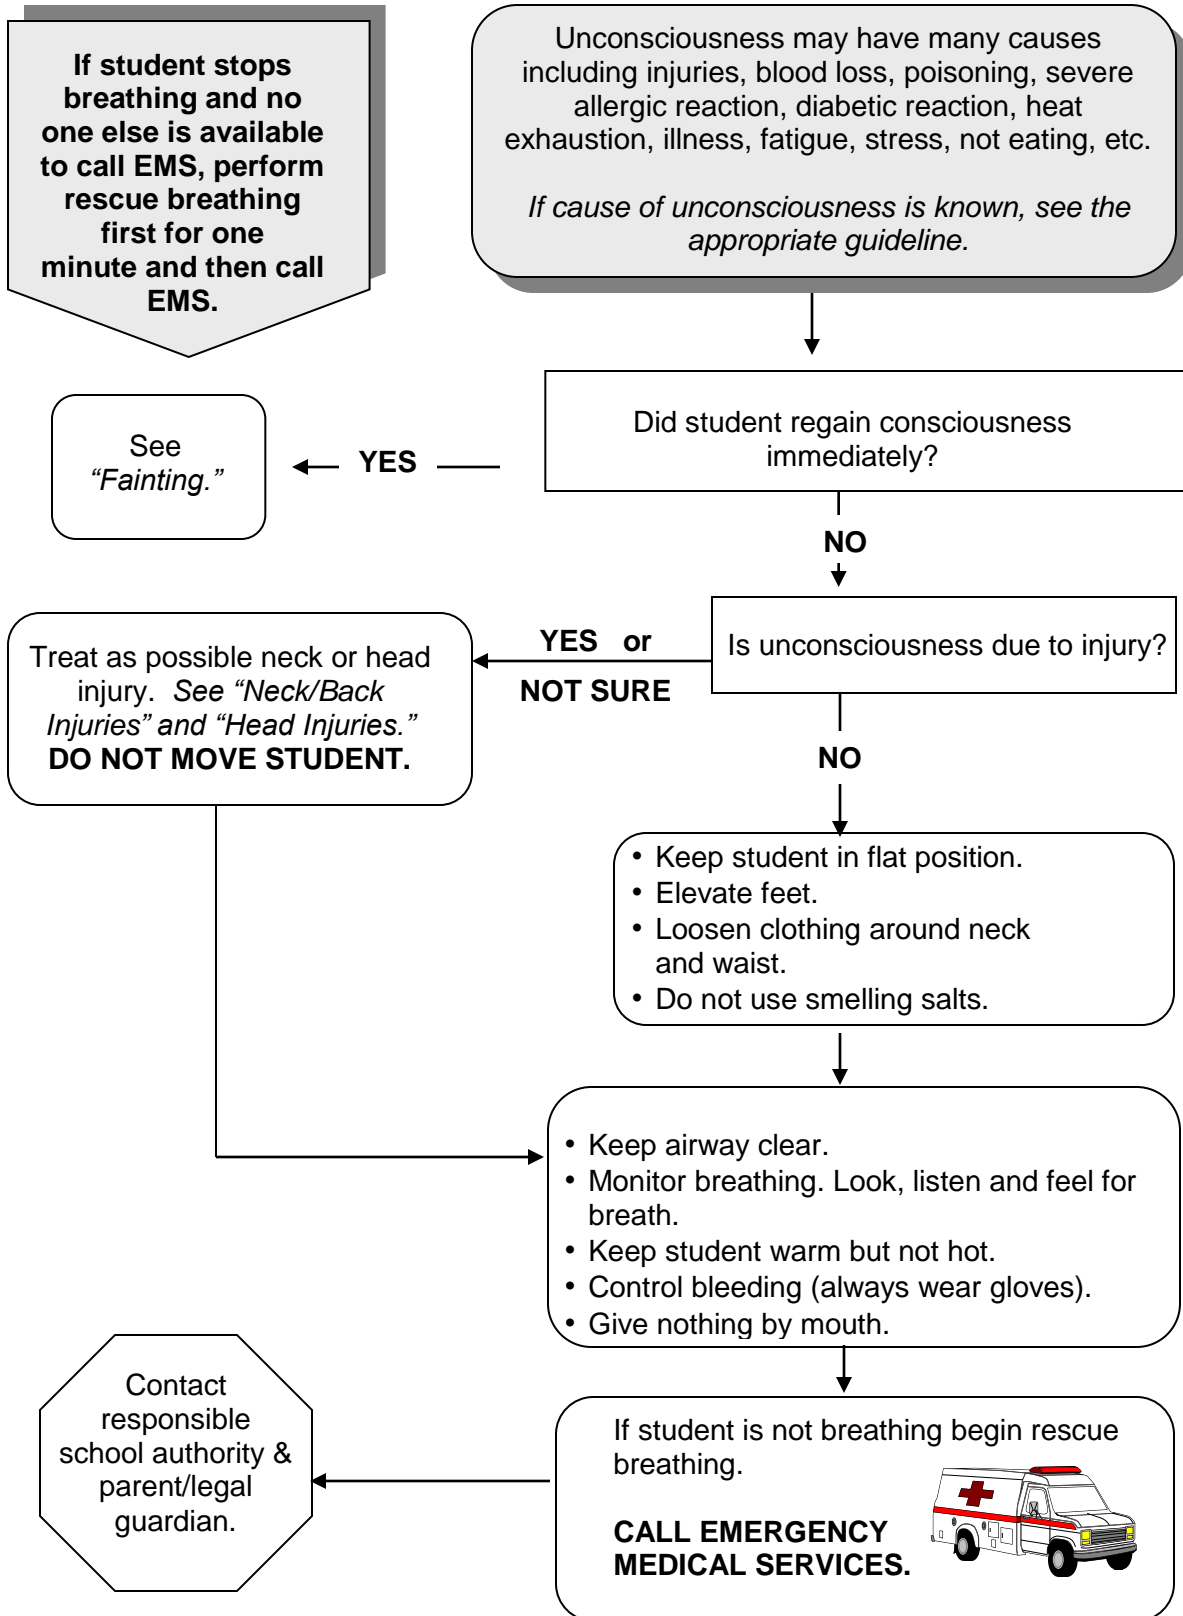 If student stops
breathing and no
one else is available
to call EMS, perform
rescue breathing
first for one
minute and then call
EMS.
Unconsciousness may have many causes
including injuries, blood loss, poisoning, severe
allergic reaction, diabetic reaction, heat
exhaustion, illness, fatigue, stress, not eating, etc.
If cause of unconsciousness is known, see the
appropriate guideline.
Did student regain consciousness
immediately?
YES
See
“Fainting.”
NO
Is unconsciousness due to injury?
YES or
NOT SURE
Treat as possible neck or head
injury. See “Neck/Back
Injuries” and “Head Injuries.”
DO NOT MOVE STUDENT.
NO
• Keep student in flat position.
• Elevate feet.
• Loosen clothing around neck
and waist.
• Do not use smelling salts.
• Keep airway clear.
• Monitor breathing. Look, listen and feel for
breath.
• Keep student warm but not hot.
• Control bleeding (always wear gloves).
• Give nothing by mouth.
If student is not breathing begin rescue
breathing.
CALL EMERGENCY
MEDICAL SERVICES.
Contact
responsible
school authority &
parent/legal
guardian.